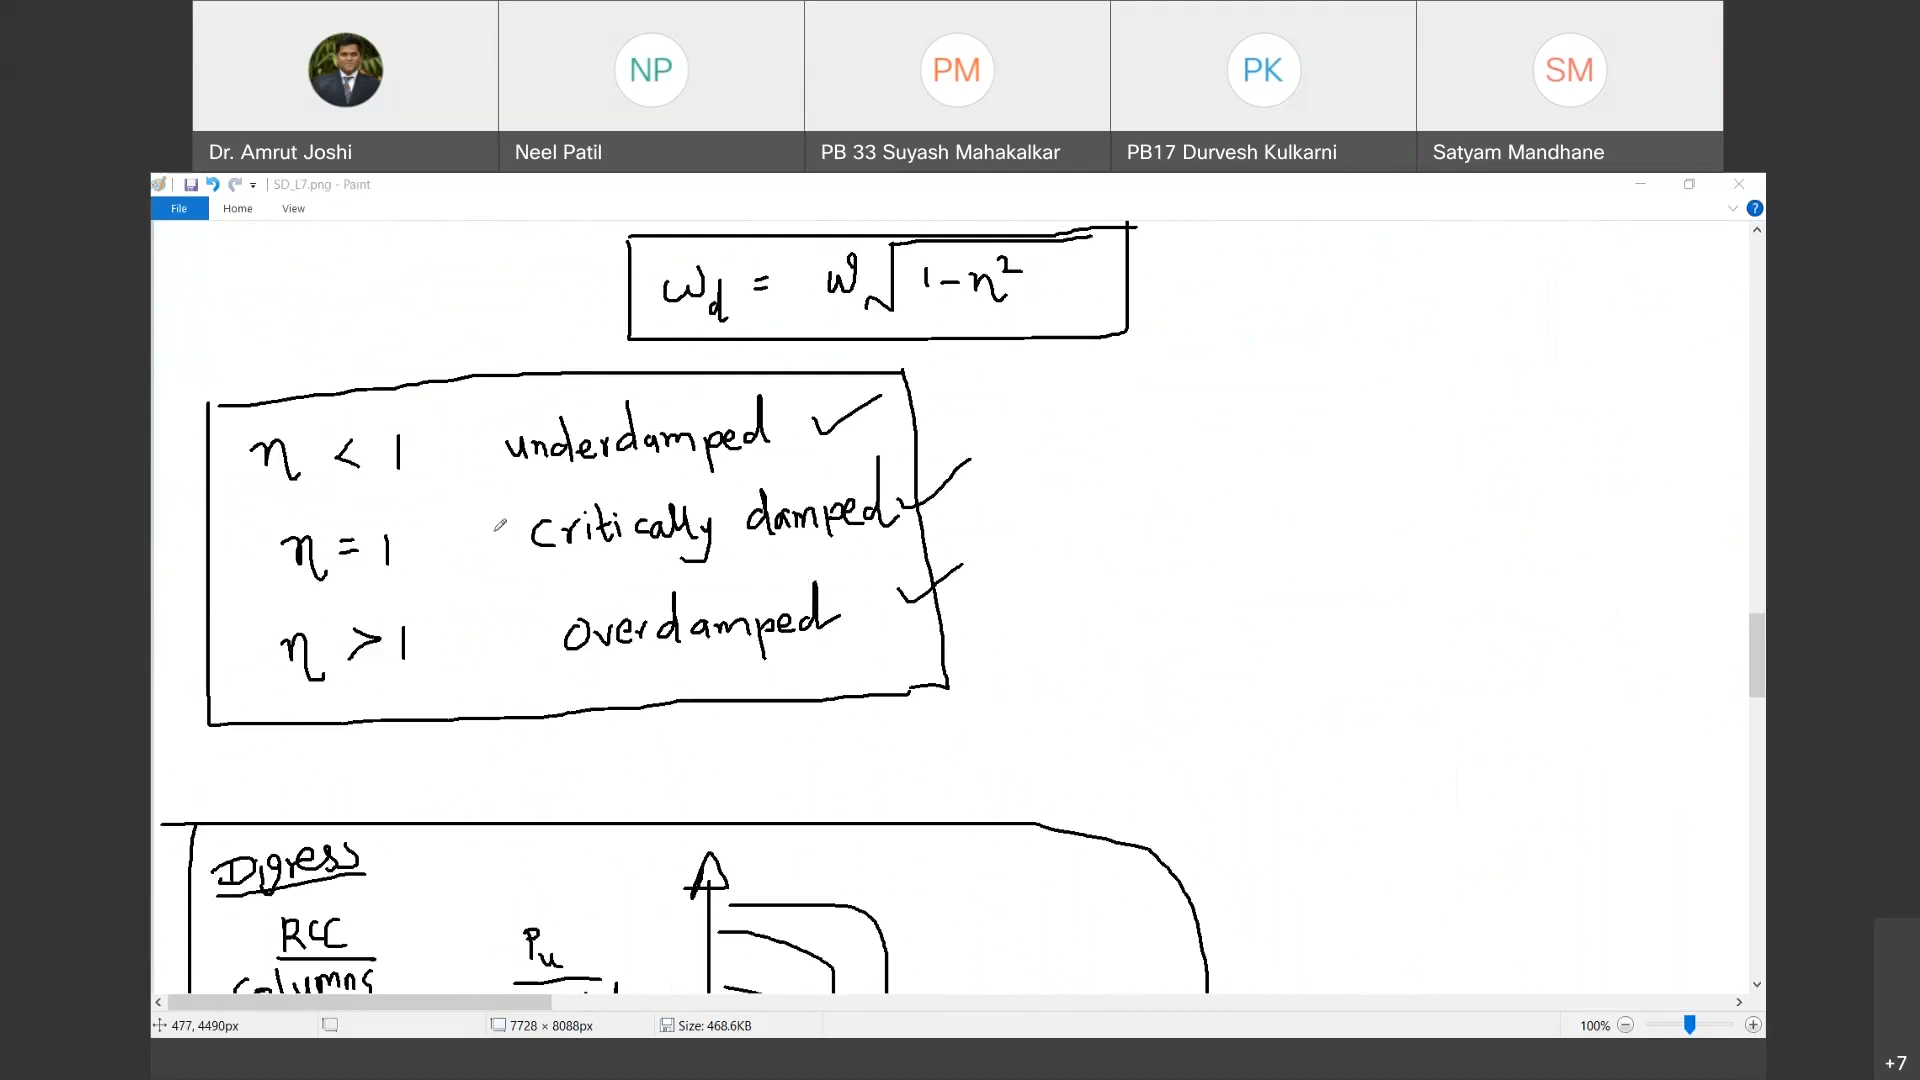 NP
PM
PK
SM
Dr. Amrut Joshi
Neel Patil
PB 33 Suyash Mahakalkar
PB17 Durvesh Kulkarni
Satyam Mandhane
SD_L7.png - Paint
File
Home
View
?
ωd = ω√1-η²
η < 1 underdamped ✓
η = 1 critically damped ✓
η > 1 overdamped ✓
Digress
RCC
columns
Pu
477, 4490px
7728 × 8088px
Size: 468.6KB
100%
+7